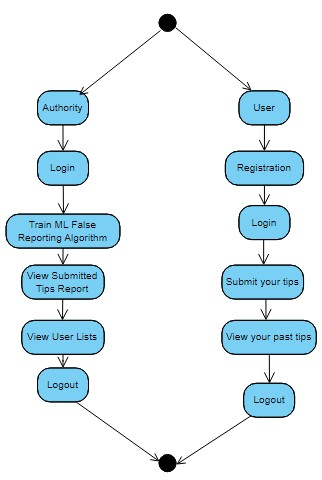 Authority
User
Login
Registration
Train ML False
Reporting Algorithm
Login
View Submitted
Tips Report
Submit your tips
View User Lists
View your past tips
Logout
Logout